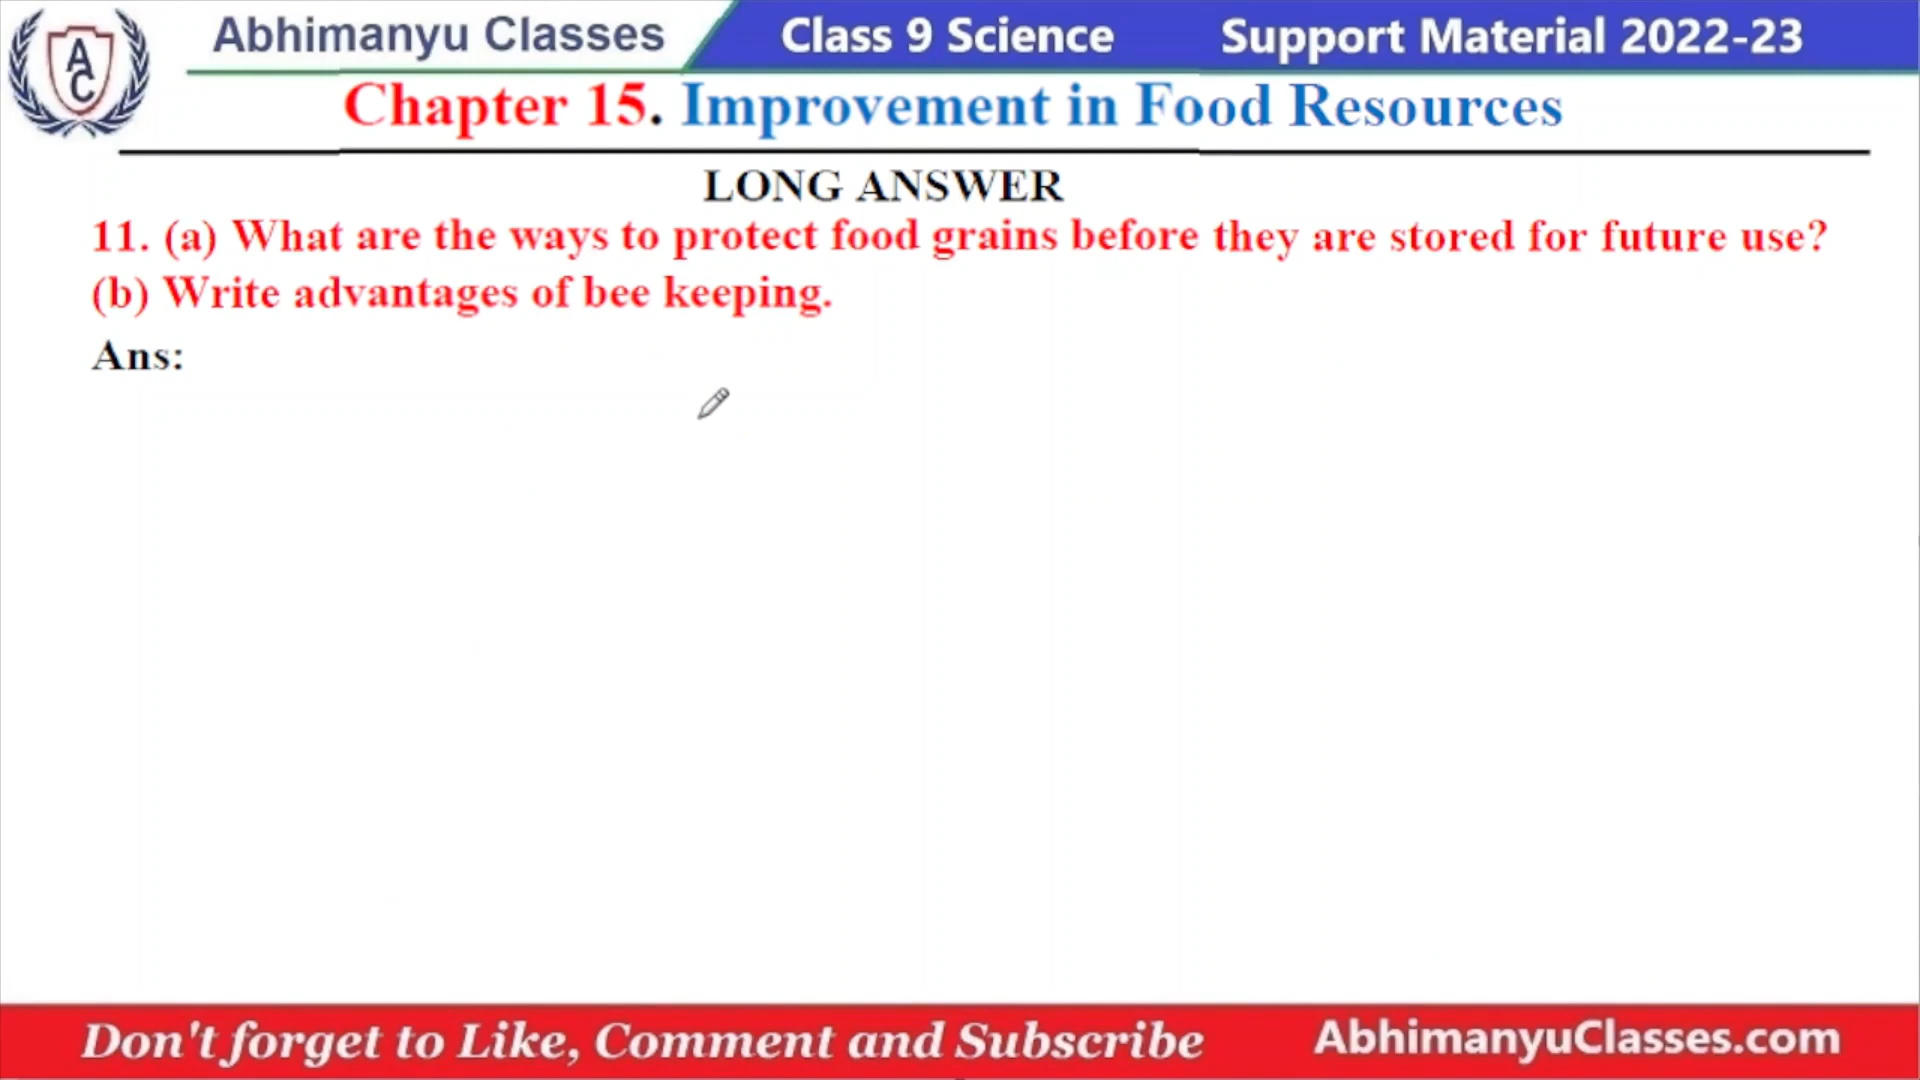 A
C
Abhimanyu Classes
Class 9 Science
Support Material 2022-23
Chapter 15. Improvement in Food Resources
LONG ANSWER
11. (a) What are the ways to protect food grains before they are stored for future use?
(b) Write advantages of bee keeping.
Ans:
Don't forget to Like, Comment and Subscribe
AbhimanyuClasses.com